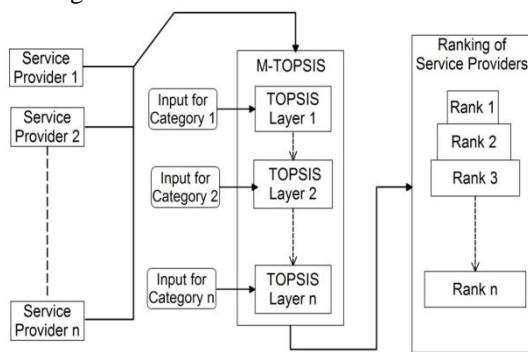 Service
Provider 1
Service
Provider 2
Service
Provider n
Input for
Category 1
Input for
Category 2
Input for
Category n
M-TOPSIS
TOPSIS
Layer 1
TOPSIS
Layer 2
TOPSIS
Layer n
Ranking of
Service Providers
Rank 1
Rank 2
Rank 3
Rank n